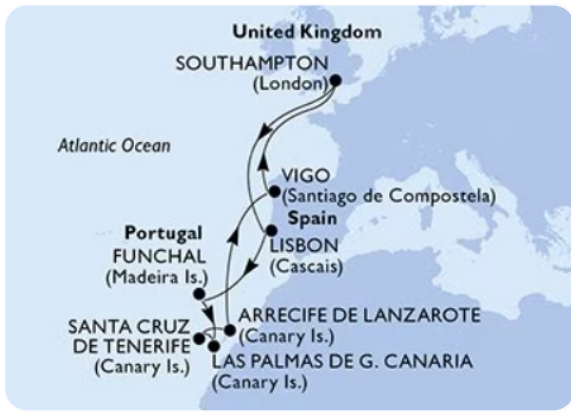 United Kingdom
SOUTHAMPTON
(London)
Atlantic Ocean
VIGO
(Santiago de Compostela)
Spain
Portugal
LISBON
(Cascais)
FUNCHAL
(Madeira Is.)
ARRECIFE DE LANZAROTE
(Canary Is.)
SANTA CRUZ
DE TENERIFE
(Canary Is.)
LAS PALMAS DE G. CANARIA
(Canary Is.)